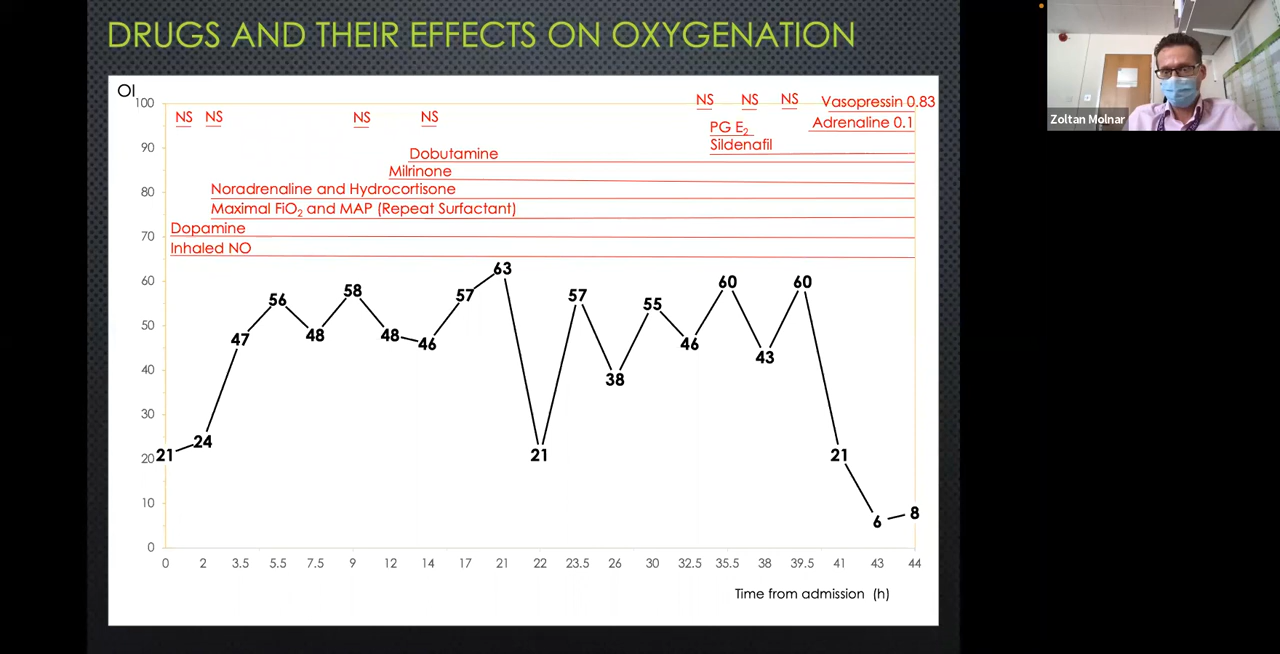 DRUGS AND THEIR EFFECTS ON OXYGENATION
Zoltan Molnar
OI
100
90
80
70
60
50
40
30
20
10
0
NS NS NS NS NS NS NS
Vasopressin 0.83
Adrenaline 0.1
PG E2
Sildenafil
Dobutamine
Milrinone
Noradrenaline and Hydrocortisone
Maximal FiO2 and MAP (Repeat Surfactant)
Dopamine
Inhaled NO
21 24 47 56 48 58 48 46 57 63 21 57 38 55 46 60 43 60 21 6 8
0 2 3.5 5.5 7.5 9 12 14 17 21 22 23.5 26 30 32.5 35.5 38 39.5 41 43 44
Time from admission (h)